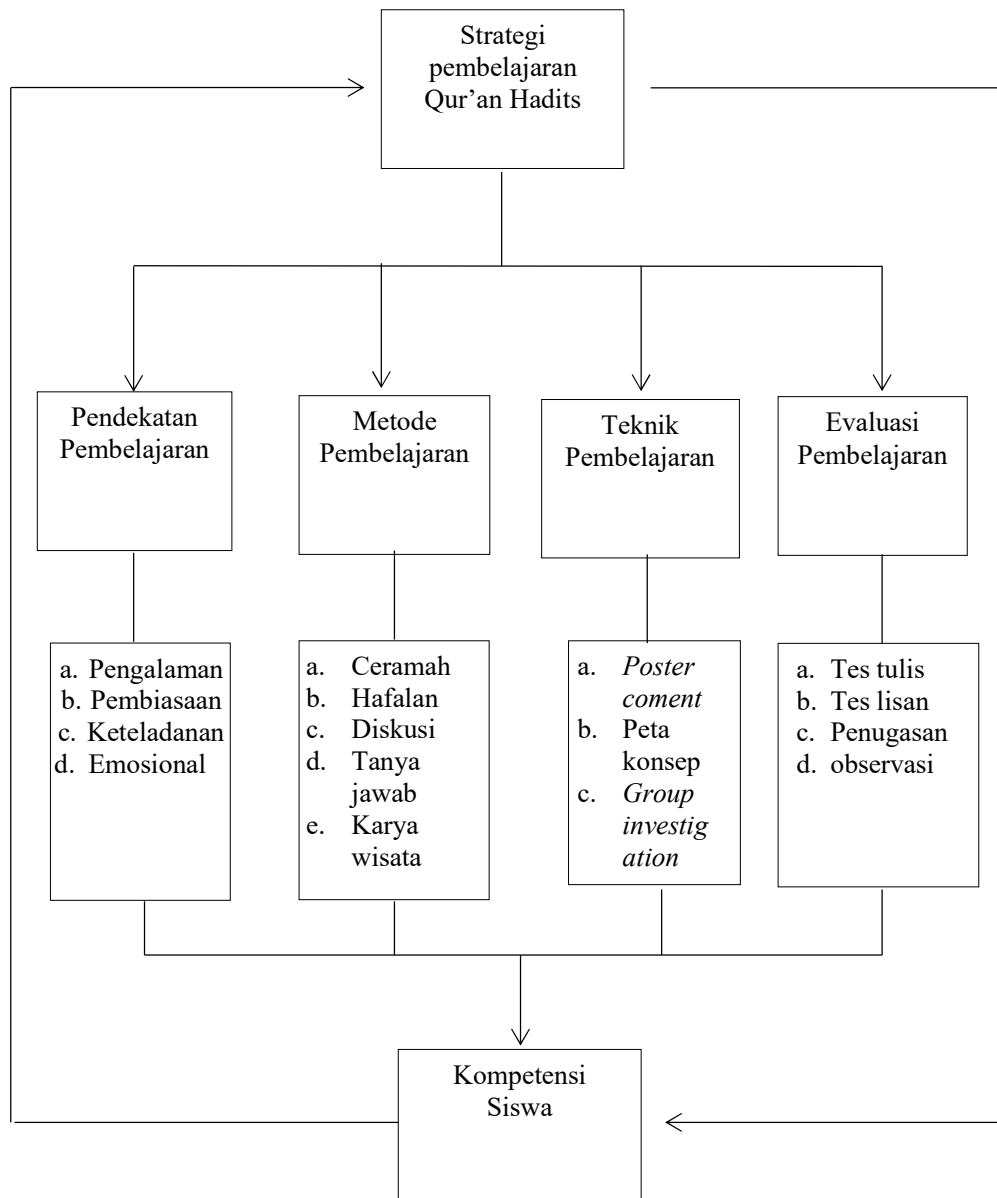 Strategi
pembelajaran
Qur’an Hadits
Pendekatan
Pembelajaran
Metode
Pembelajaran
Teknik
Pembelajaran
Evaluasi
Pembelajaran
a. Pengalaman
b. Pembiasaan
c. Keteladanan
d. Emosional
a. Ceramah
b. Hafalan
c. Diskusi
d. Tanya
jawab
e. Karya
wisata
a. Poster
coment
b. Peta
konsep
c. Group
investig
ation
a. Tes tulis
b. Tes lisan
c. Penugasan
d. observasi
Kompetensi
Siswa